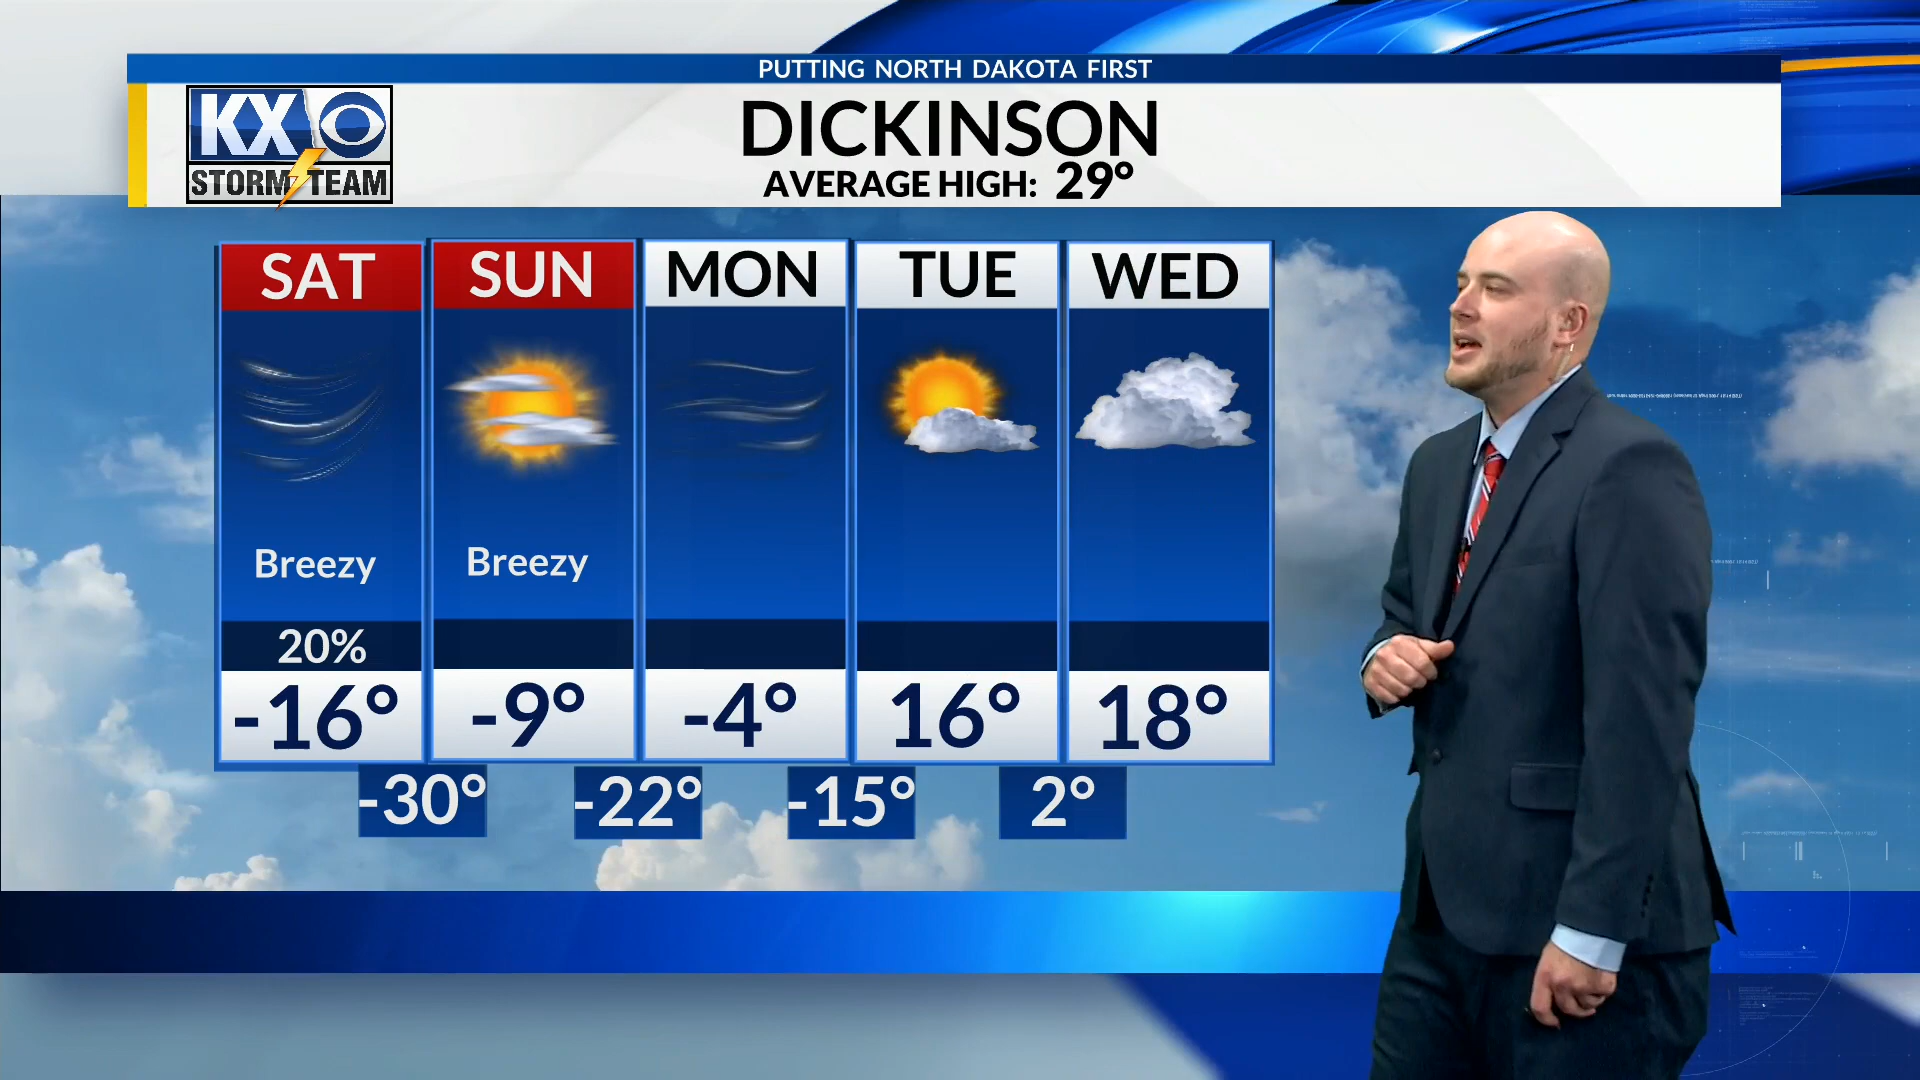 PUTTING NORTH DAKOTA FIRST
KX
STORM TEAM
DICKINSON
AVERAGE HIGH: 29°
SAT SUN MON TUE WED
Breezy Breezy
20%
-16° -9° -4° 16° 18°
-30° -22° -15° 2°